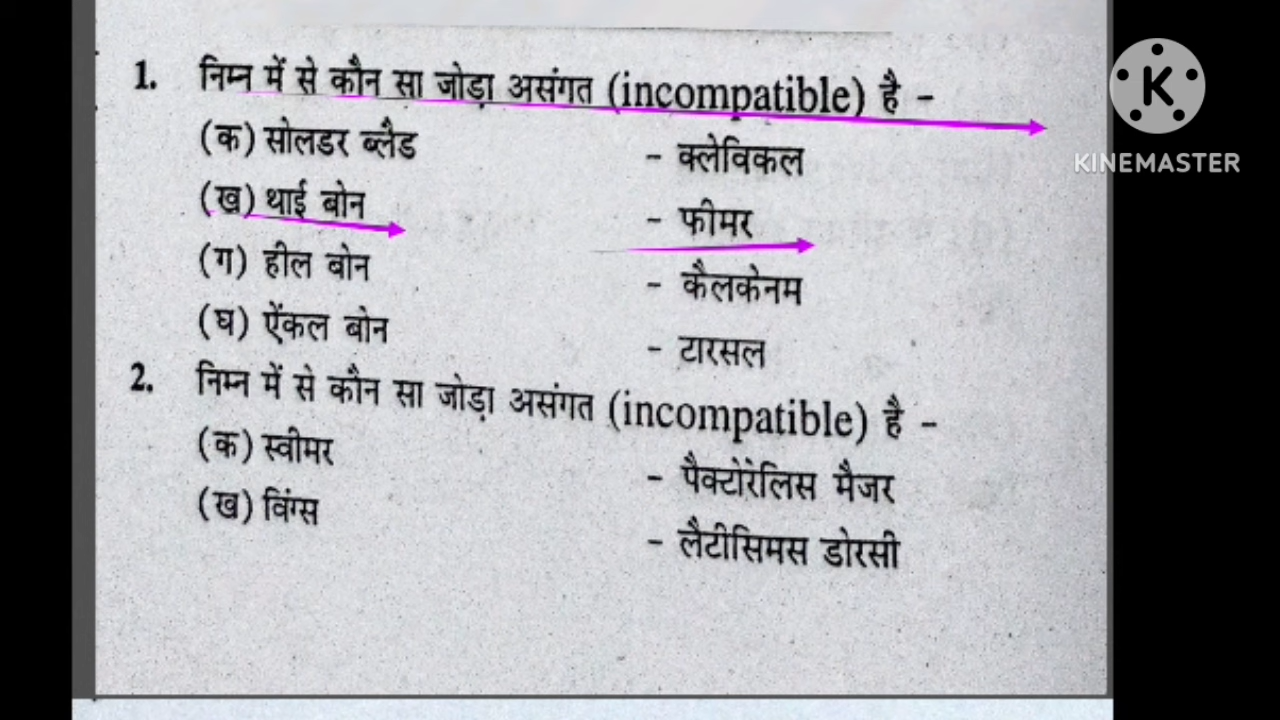 1. निम्न में से कौन सा जोड़ा असंगत (incompatible) है -
(क) सोलडर ब्लैड - क्लेविकल
(ख) थाई बोन - फीमर
(ग) हील बोन - कैलकेनम
(घ) ऐंकल बोन - टारसल
2. निम्न में से कौन सा जोड़ा असंगत (incompatible) है -
(क) स्वीमर - पैक्टोरेलिस मैजर
(ख) विंग्स - लैटीसिमस डोरसी
K
KINEMASTER